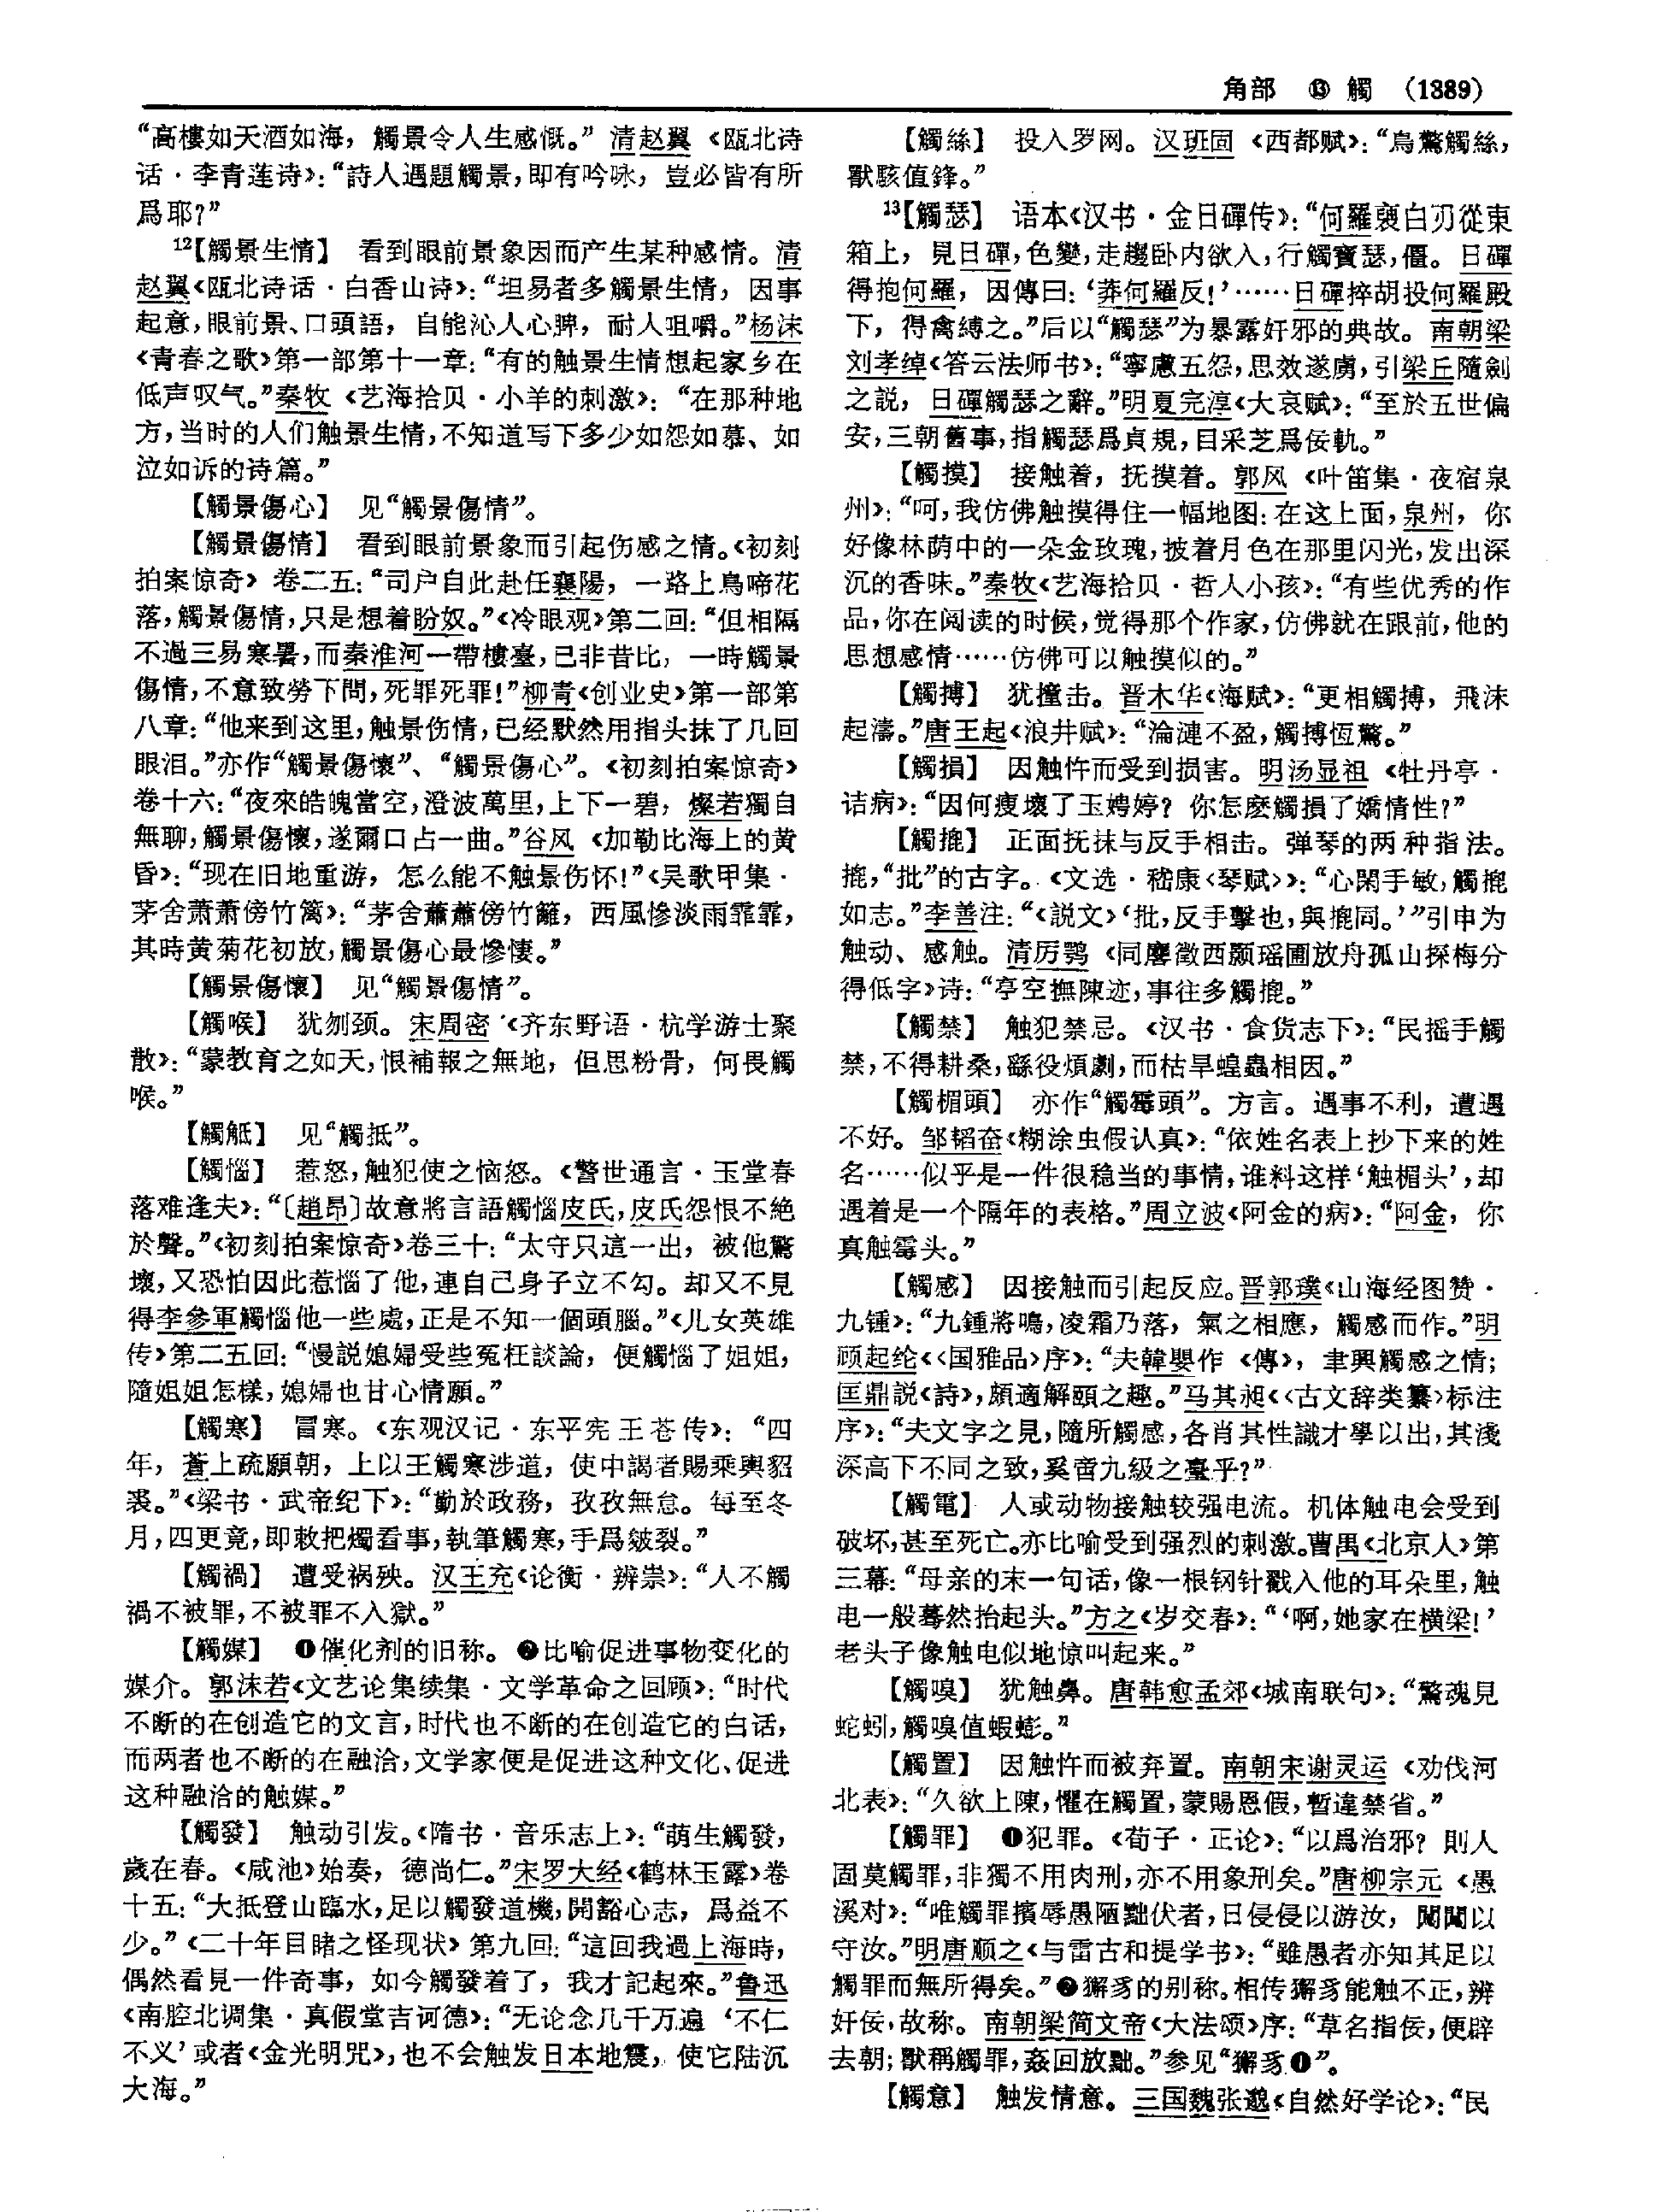 角部　⑬　觸　（1389）
“高樓如天酒如海，觸景令人生感慨。”清赵翼《瓯北诗
话·李青莲诗》：“詩人遇題觸景，即有吟咏，豈必皆有所
爲耶？”
12【觸景生情】　看到眼前景象因而产生某种感情。清
赵翼《瓯北诗话·白香山诗》：“坦易者多觸景生情，因事
起意，眼前景、口頭語，自能沁人心脾，耐人咀嚼。”杨沫
《青春之歌》第一部第十一章：“有的触景生情想起家乡在
低声叹气。”秦牧《艺海拾贝·小羊的刺激》：“在那种地
方，当时的人们触景生情，不知道写下多少如怨如慕、如
泣如诉的诗篇。”
【觸景傷心】　见“觸景傷情”。
【觸景傷情】　看到眼前景象而引起伤感之情。《初刻
拍案惊奇》卷二五：“司户自此赴任襄陽，一路上鳥啼花
落，觸景傷情，只是想着盼奴。”《冷眼观》第二回：“但相隔
不過三易寒暑，而秦淮河一帶樓臺，已非昔比，一時觸景
傷情，不意致勞下問，死罪死罪！”柳青《创业史》第一部第
八章：“他来到这里，触景伤情，已经默然用指头抹了几回
眼泪。”亦作“觸景傷懷”、“觸景傷心”。《初刻拍案惊奇》
卷十六：“夜來皓魄當空，澄波萬里，上下一碧，燦若獨自
無聊，觸景傷懷，遂爾口占一曲。”谷风《加勒比海上的黄
昏》：“现在旧地重游，怎么能不触景伤怀！”《吴歌甲集·
茅舍萧萧傍竹篱》：“茅舍蕭蕭傍竹籬，西風慘淡雨霏霏，
其時黄菊花初放，觸景傷心最慘悽。”
【觸景傷懷】　见“觸景傷情”。
【觸喉】　犹刎颈。宋周密《齐东野语·杭学游士聚
散》：“蒙教育之如天，恨補報之無地，但思粉骨，何畏觸
喉。”
【觸觝】　见“觸抵”。
【觸惱】　惹怒，触犯使之恼怒。《警世通言·玉堂春
落难逢夫》：“〔趙昂〕故意將言語觸惱皮氏，皮氏怨恨不絶
於聲。”《初刻拍案惊奇》卷三十：“太守只這一出，被他驚
壞，又恐怕因此惹惱了他，連自己身子立不勾。却又不見
得李參軍觸惱他一些處，正是不知一個頭腦。”《儿女英雄
传》第二五回：“慢説媳婦受些冤枉談論，便觸惱了姐姐，
隨姐姐怎樣，媳婦也甘心情願。”
【觸寒】　冒寒。《东观汉记·东平宪王苍传》：“四
年，蒼上疏願朝，上以王觸寒涉道，使中謁者賜乘輿貂
裘。”《梁书·武帝纪下》：“勤於政務，孜孜無怠。每至冬
月，四更竟，即敕把燭看事，執筆觸寒，手爲皴裂。”
【觸禍】　遭受祸殃。汉王充《论衡·辨祟》：“人不觸
禍不被罪，不被罪不入獄。”
【觸媒】　❶催化剂的旧称。❷比喻促进事物变化的
媒介。郭沫若《文艺论集续集·文学革命之回顾》：“时代
不断的在创造它的文言，时代也不断的在创造它的白话，
而两者也不断的在融洽，文学家便是促进这种文化、促进
这种融洽的触媒。”
【觸發】　触动引发。《隋书·音乐志上》：“萌生觸發，
歲在春。《咸池》始奏，德尚仁。”宋罗大经《鹤林玉露》卷
十五：“大抵登山臨水，足以觸發道機，開豁心志，爲益不
少。”《二十年目睹之怪现状》第九回：“這回我過上海時，
偶然看見一件奇事，如今觸發着了，我才記起來。”鲁迅
《南腔北调集·真假堂吉诃德》：“无论念几千万遍‘不仁
不义’或者《金光明咒》，也不会触发日本地震，使它陆沉
大海。”
【觸絲】　投入罗网。汉班固《西都赋》：“鳥驚觸絲，
獸駭值鋒。”
13【觸瑟】　语本《汉书·金日磾传》：“何羅褏白刃從東
箱上，見日磾，色變，走趨卧内欲入，行觸寶瑟，僵。日磾
得抱何羅，因傳曰：‘莽何羅反！’……日磾捽胡投何羅殿
下，得禽縛之。”后以“觸瑟”为暴露奸邪的典故。南朝梁
刘孝绰《答云法师书》：“寧慮五怨，思效遂虜，引梁丘隨劍
之説，日磾觸瑟之辭。”明夏完淳《大哀赋》：“至於五世偏
安，三朝舊事，指觸瑟爲貞規，目采芝爲佞軌。”
【觸摸】　接触着，抚摸着。郭风《叶笛集·夜宿泉
州》：“呵，我仿佛触摸得住一幅地图：在这上面，泉州，你
好像林荫中的一朵金玫瑰，披着月色在那里闪光，发出深
沉的香味。”秦牧《艺海拾贝·哲人小孩》：“有些优秀的作
品，你在阅读的时候，觉得那个作家，仿佛就在跟前，他的
思想感情……仿佛可以触摸似的。”
【觸搏】　犹撞击。晋木华《海赋》：“更相觸搏，飛沫
起濤。”唐王起《浪井赋》：“淪漣不盈，觸搏恆驚。”
【觸損】　因触忤而受到损害。明汤显祖《牡丹亭·
诘病》：“因何瘦壞了玉娉婷？你怎麽觸損了嬌情性？”
【觸㧙】　正面抚抹与反手相击。弹琴的两种指法。
㧙，“批”的古字。《文选·嵇康〈琴赋〉》：“心閑手敏，觸㧙
如志。”李善注：“《説文》‘批，反手擊也，與㧙同。’”引申为
触动、感触。清厉鹗《同麐徵西颢瑶圃放舟孤山探梅分
得低字》诗：“亭空撫陳迹，事往多觸㧙。”
【觸禁】　触犯禁忌。《汉书·食货志下》：“民摇手觸
禁，不得耕桑，繇役煩劇，而枯旱蝗蟲相因。”
【觸楣頭】　亦作“觸霉頭”。方言。遇事不利，遭遇
不好。邹韬奋《糊涂虫假认真》：“依姓名表上抄下来的姓
名……似乎是一件很稳当的事情，谁料这样‘触楣头’，却
遇着是一个隔年的表格。”周立波《阿金的病》：“阿金，你
真触霉头。”
【觸感】　因接触而引起反应。晋郭璞《山海经图赞·
九锺》：“九鍾將鳴，凌霜乃落，氣之相應，觸感而作。”明
顾起纶《〈国雅品〉序》：“夫韓嬰作《傳》，聿興觸感之情；
匡鼎説《詩》，頗適解頤之趣。”马其昶《〈古文辞类纂〉标注
序》：“夫文字之見，隨所觸感，各肖其性識才學以出，其淺
深高下不同之致，奚啻九級之臺乎？”
【觸電】　人或动物接触较强电流。机体触电会受到
破坏，甚至死亡。亦比喻受到强烈的刺激。曹禺《北京人》第
三幕：“母亲的末一句话，像一根钢针戳入他的耳朵里，触
电一般蓦然抬起头。”方之《岁交春》：“‘啊，她家在横梁！’
老头子像触电似地惊叫起来。”
【觸嗅】　犹触鼻。唐韩愈孟郊《城南联句》：“驚魂見
蛇蚓，觸嗅值蝦蟚。”
【觸置】　因触忤而被弃置。南朝宋谢灵运《劝伐河
北表》：“久欲上陳，懼在觸置，蒙賜恩假，暫違禁省。”
【觸罪】　❶犯罪。《荀子·正论》：“以爲治邪？則人
固莫觸罪，非獨不用肉刑，亦不用象刑矣。”唐柳宗元《愚
溪对》：“唯觸罪擯辱愚陋黜伏者，日侵侵以游汝，闖闖以
守汝。”明唐顺之《与雷古和提学书》：“雖愚者亦知其足以
觸罪而無所得矣。”❷獬豸的别称。相传獬豸能触不正，辨
奸佞，故称。南朝梁简文帝《大法颂》序：“草名指佞，便辟
去朝；獸稱觸罪，姦回放黜。”参见“獬豸❶”。
【觸意】　触发情意。三国魏张邈《自然好学论》：“民